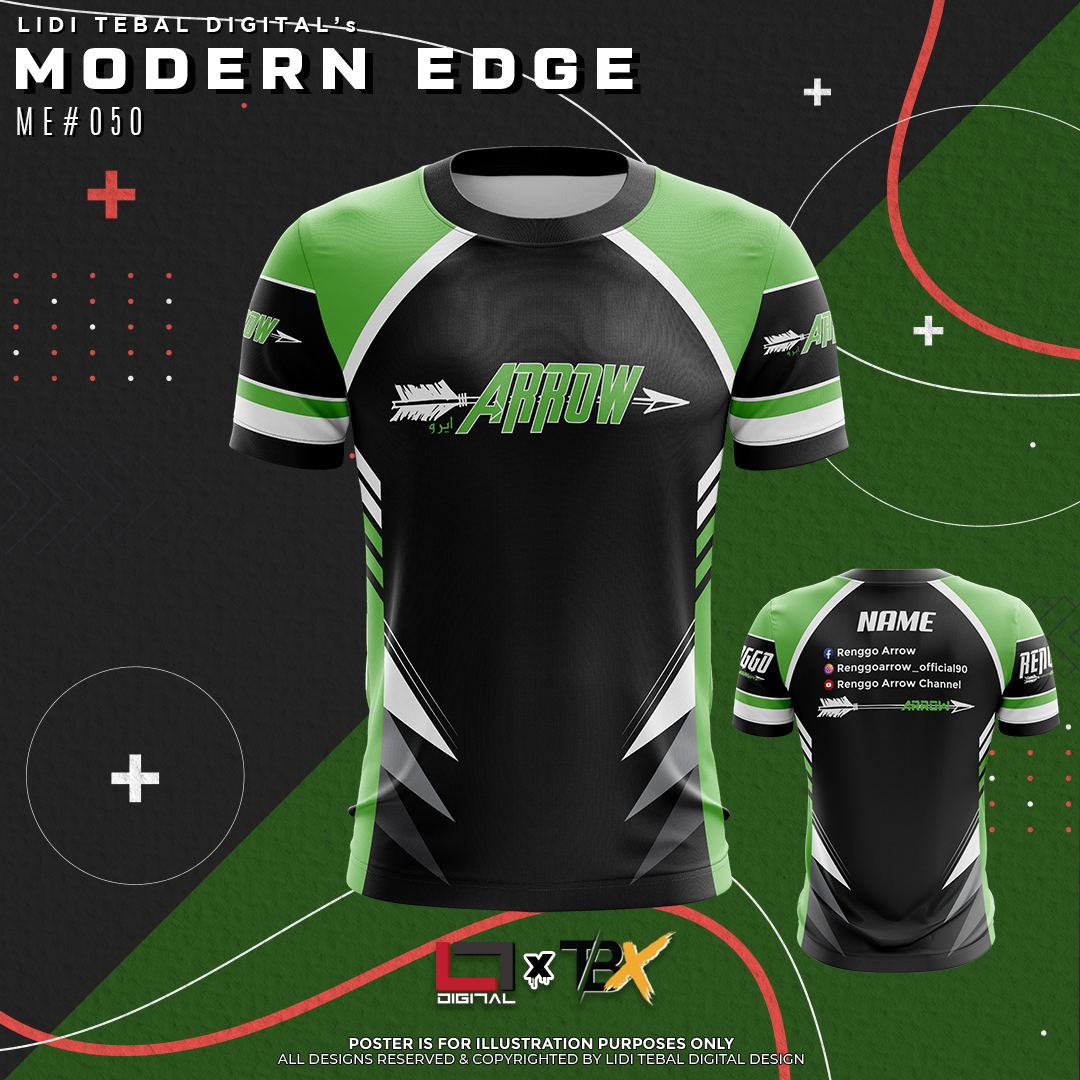 LIDI TEBAL DIGITAL's
MODERN EDGE
ME#050
ARROW
ايرو
NAME
Renggo Arrow
Renggoarrow_official90
Renggo Arrow Channel
ARROW
DIGITAL
X
TBX
POSTER IS FOR ILLUSTRATION PURPOSES ONLY
ALL DESIGNS RESERVED & COPYRIGHTED BY LIDI TEBAL DIGITAL DESIGN